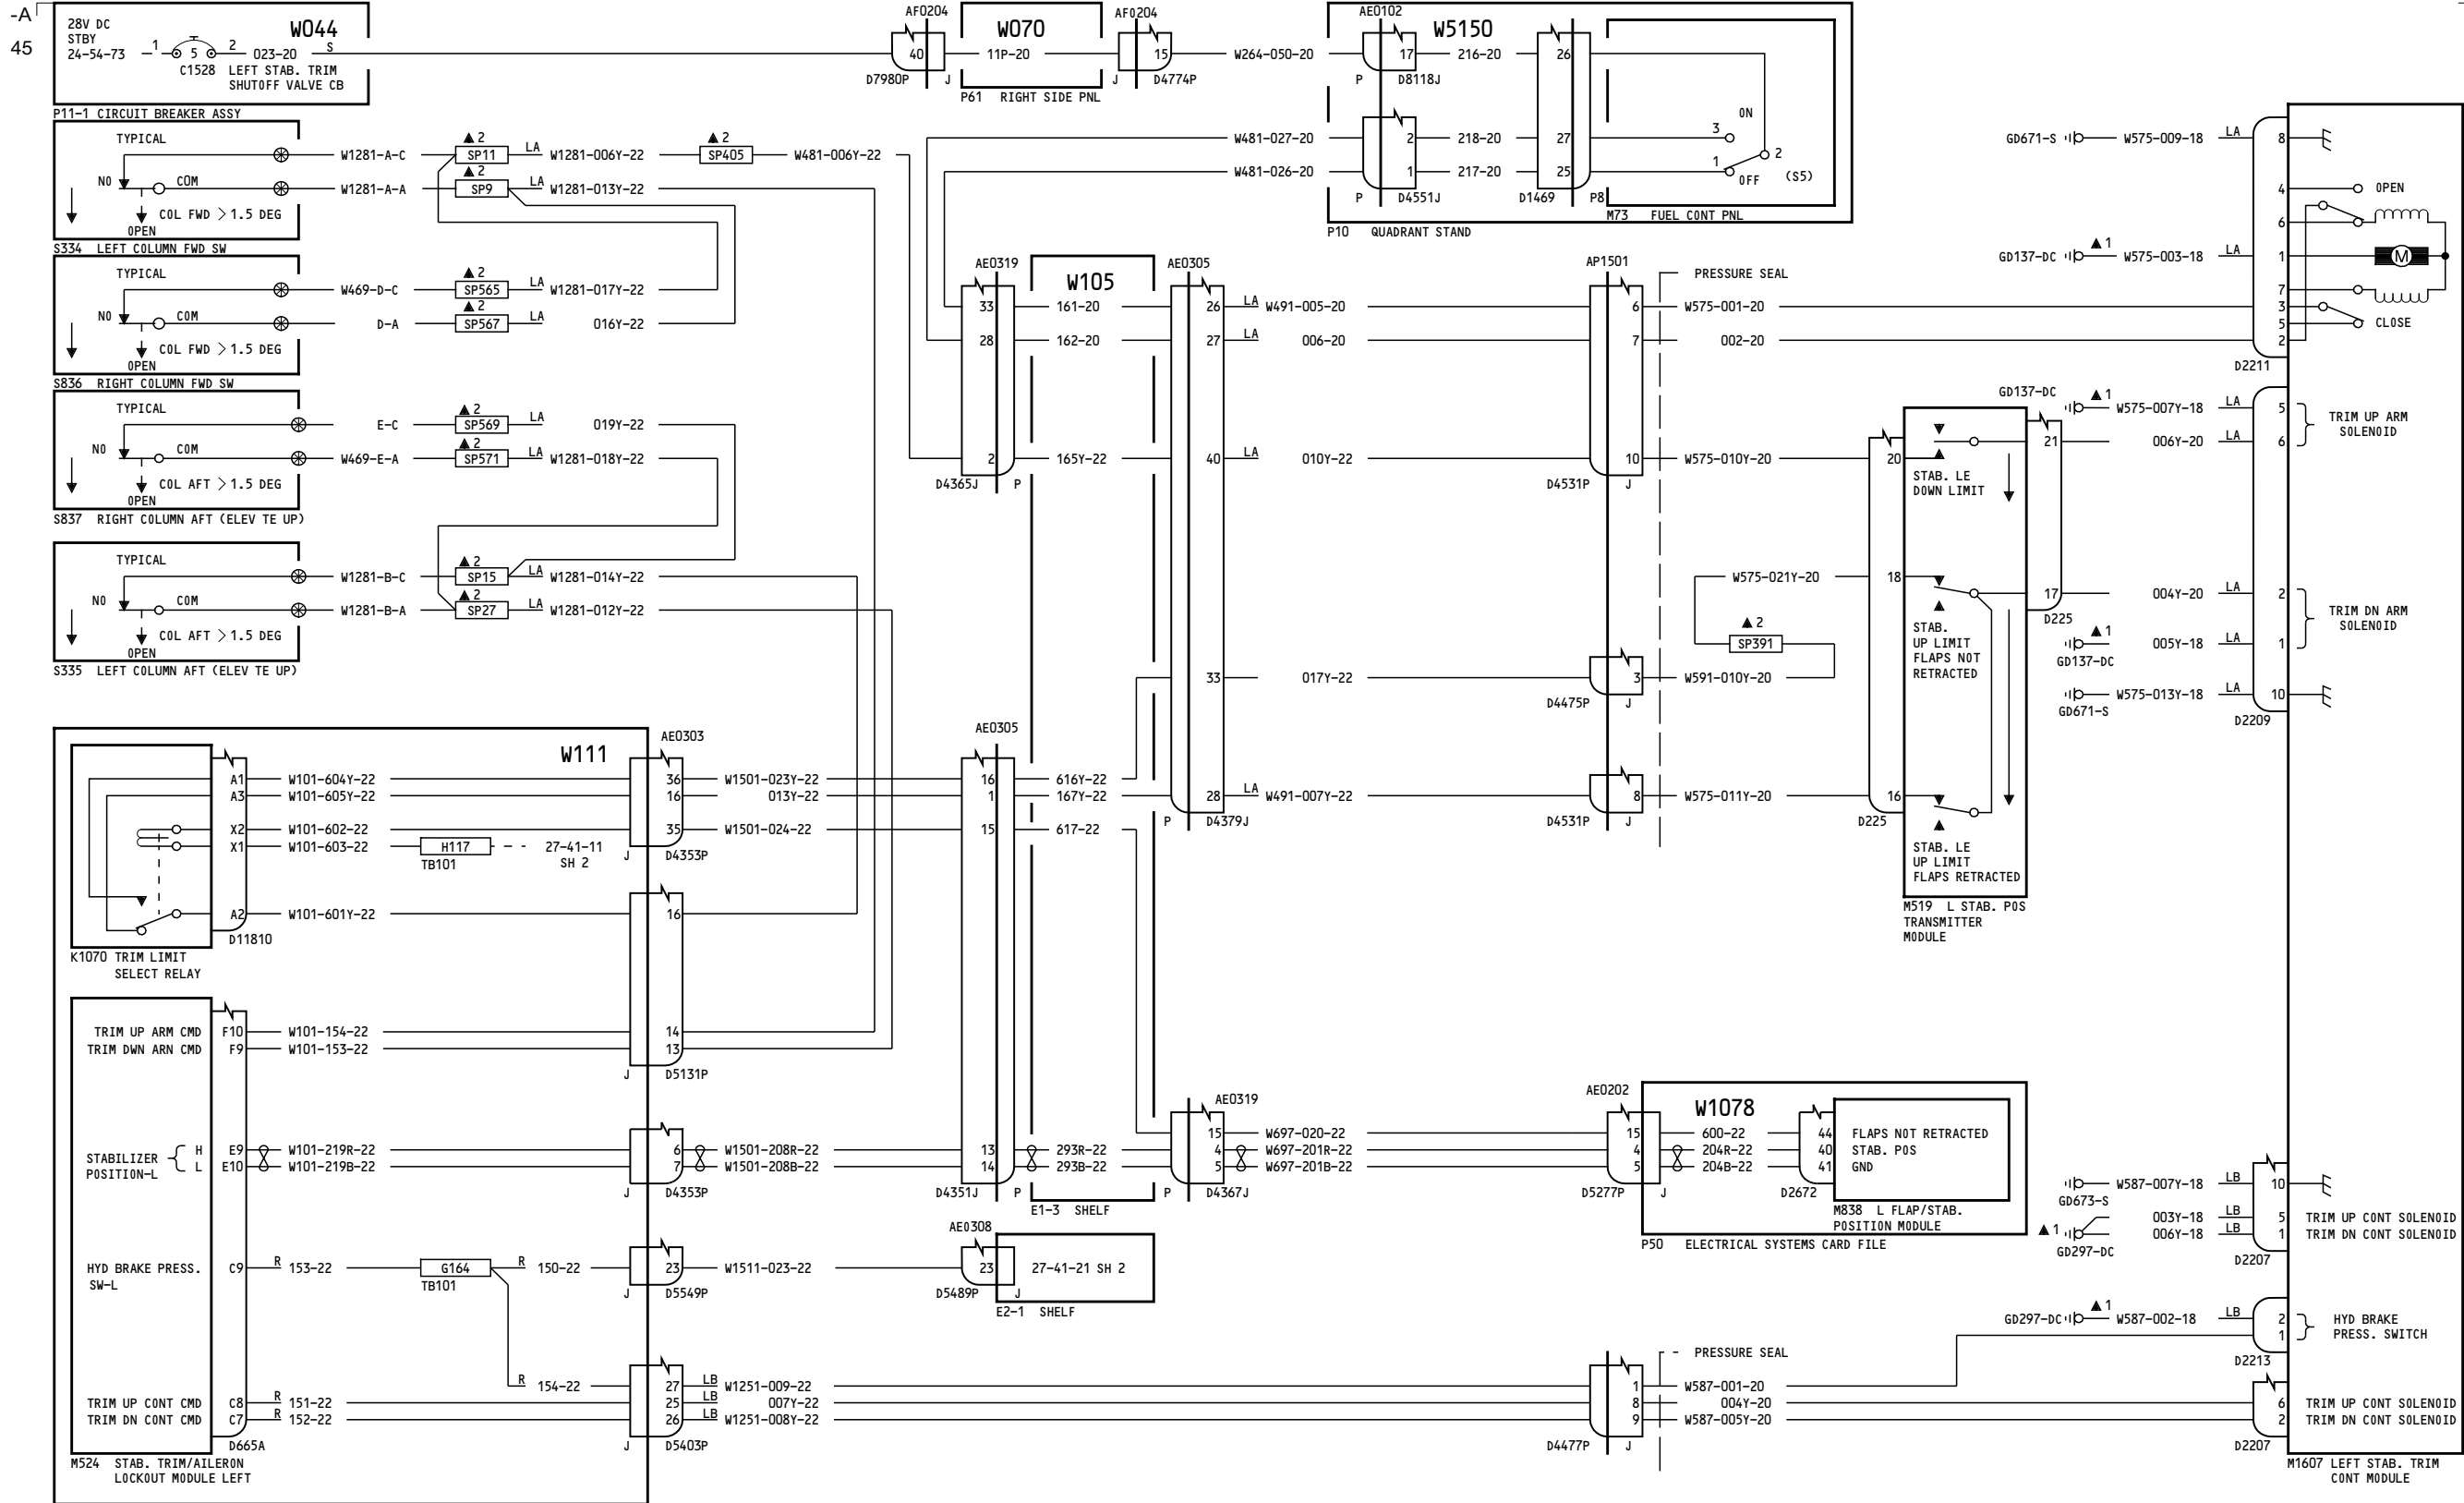 -A
45
28V DC
STBY
24-54-73
1
5
2
023-20
S
W044
C1528
LEFT STAB. TRIM
SHUTOFF VALVE CB
P11-1 CIRCUIT BREAKER ASSY
AF0204
40
D7980P
J
W070
11P-20
P61 RIGHT SIDE PNL
AF0204
15
J
D4774P
W264-050-20
AE0102
W5150
17
216-20
26
P
D8118J
W481-027-20
2
218-20
27
W481-026-20
1
217-20
25
P
D4551J
D1469
P8
ON
3
2
1
OFF
(S5)
M73 FUEL CONT PNL
P10 QUADRANT STAND
TYPICAL
NO
COM
COL FWD > 1.5 DEG
OPEN
S334 LEFT COLUMN FWD SW
W1281-A-C
2
SP11
LA
W1281-006Y-22
2
SP405
W481-006Y-22
W1281-A-A
2
SP9
LA
W1281-013Y-22
TYPICAL
NO
COM
COL FWD > 1.5 DEG
OPEN
S836 RIGHT COLUMN FWD SW
W469-D-C
2
SP565
LA
W1281-017Y-22
D-A
2
SP567
LA
016Y-22
TYPICAL
NO
COM
COL AFT > 1.5 DEG
OPEN
S837 RIGHT COLUMN AFT (ELEV TE UP)
E-C
2
SP569
LA
019Y-22
W469-E-A
2
SP571
LA
W1281-018Y-22
TYPICAL
NO
COM
COL AFT > 1.5 DEG
OPEN
S335 LEFT COLUMN AFT (ELEV TE UP)
W1281-B-C
2
SP15
LA
W1281-014Y-22
W1281-B-A
2
SP27
LA
W1281-012Y-22
AE0319
W105
AE0305
33
161-20
26
LA
W491-005-20
28
162-20
27
LA
006-20
2
165Y-22
40
LA
010Y-22
D4365J
P
33
017Y-22
28
LA
W491-007Y-22
P
D4379J
AP1501
PRESSURE SEAL
6
W575-001-20
7
002-20
10
W575-010Y-20
D4531P
J
W575-021Y-20
2
SP391
3
W591-010Y-20
D4475P
J
8
W575-011Y-20
D4531P
J
20
18
16
D225
STAB. LE
DOWN LIMIT
STAB.
UP LIMIT
FLAPS NOT
RETRACTED
STAB. LE
UP LIMIT
FLAPS RETRACTED
21
17
D225
M519 L STAB. POS
TRANSMITTER
MODULE
GD671-S
W575-009-18
LA
8
4
OPEN
6
GD137-DC
1
W575-003-18
LA
1
M
7
3
5
CLOSE
2
D2211
GD137-DC
1
W575-007Y-18
LA
5
TRIM UP ARM
SOLENOID
006Y-20
LA
6
004Y-20
LA
2
TRIM DN ARM
SOLENOID
1
005Y-18
LA
1
GD137-DC
W575-013Y-18
LA
10
GD671-S
D2209
W111
AE0303
AE0305
A1
W101-604Y-22
36
W1501-023Y-22
16
616Y-22
A3
W101-605Y-22
16
013Y-22
1
167Y-22
X2
W101-602-22
35
W1501-024-22
15
617-22
X1
W101-603-22
H117
27-41-11
SH 2
TB101
J
D4353P
A2
W101-601Y-22
16
D11810
K1070 TRIM LIMIT
SELECT RELAY
TRIM UP ARM CMD
F10
W101-154-22
14
TRIM DWN ARN CMD
F9
W101-153-22
13
J
D5131P
STABILIZER
POSITION-L
H
E9
W101-219R-22
6
W1501-208R-22
13
293R-22
L
E10
W101-219B-22
7
W1501-208B-22
14
293B-22
J
D4353P
D4351J
P
E1-3 SHELF
AE0319
15
W697-020-22
4
W697-201R-22
5
W697-201B-22
P
D4367J
AE0202
W1078
15
600-22
44
FLAPS NOT RETRACTED
4
204R-22
40
STAB. POS
5
204B-22
41
GND
D5277P
J
D2672
M838 L FLAP/STAB.
POSITION MODULE
P50 ELECTRICAL SYSTEMS CARD FILE
W587-007Y-18
LB
10
GD673-S
003Y-18
LB
5
TRIM UP CONT SOLENOID
1
006Y-18
LB
1
TRIM DN CONT SOLENOID
GD297-DC
D2207
HYD BRAKE PRESS.
SW-L
C9
R
153-22
G164
TB101
R
150-22
23
J
D5549P
W1511-023-22
AE0308
23
27-41-21 SH 2
D5489P
J
E2-1 SHELF
GD297-DC
1
W587-002-18
LB
2
1
HYD BRAKE
PRESS. SWITCH
D2213
PRESSURE SEAL
R
154-22
27
LB
W1251-009-22
1
W587-001-20
TRIM UP CONT CMD
C8
R
151-22
25
LB
007Y-22
8
004Y-20
6
TRIM UP CONT SOLENOID
TRIM DN CONT CMD
C7
R
152-22
26
LB
W1251-008Y-22
9
W587-005Y-20
2
TRIM DN CONT SOLENOID
D665A
J
D5403P
D4477P
J
D2207
M524 STAB. TRIM/AILERON
LOCKOUT MODULE LEFT
M1607 LEFT STAB. TRIM
CONT MODULE